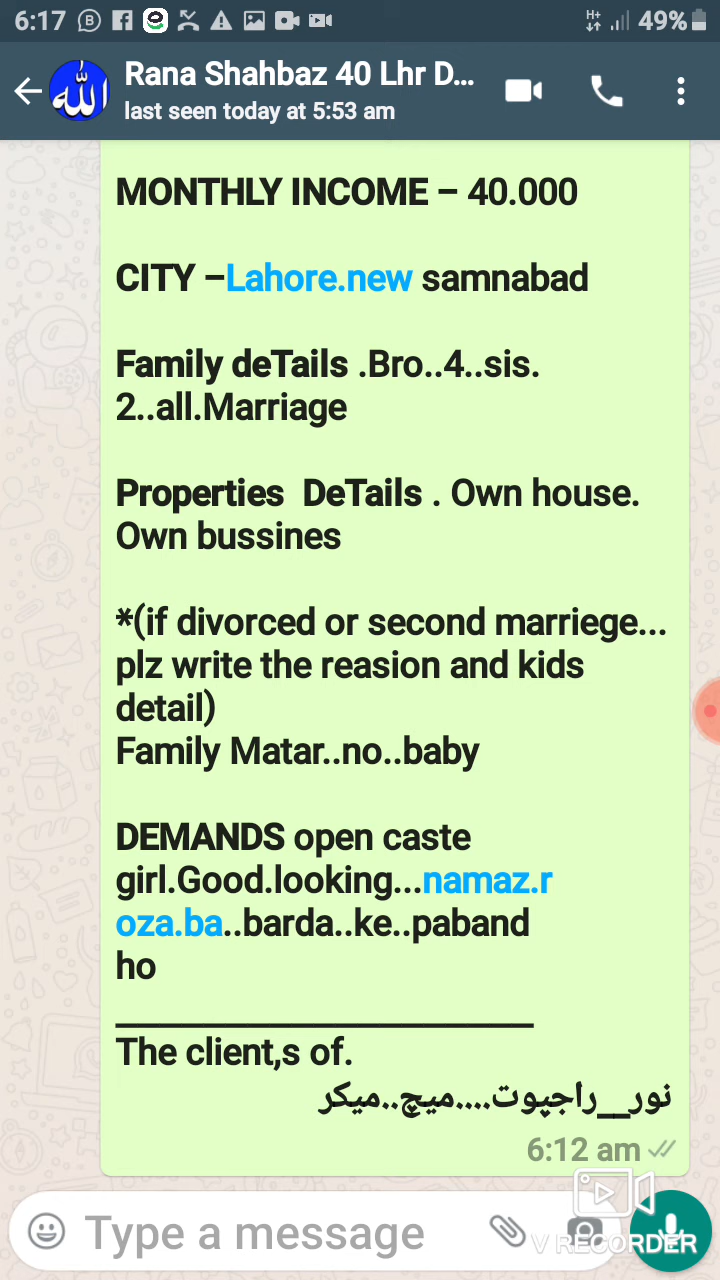 6:17
H+
49%
Rana Shahbaz 40 Lhr D...
last seen today at 5:53 am
MONTHLY INCOME – 40.000
CITY –Lahore.new samnabad
Family deTails .Bro..4..sis.
2..all.Marriage
Properties  DeTails . Own house.
Own bussines
*(if divorced or second marriege...
plz write the reasion and kids
detail)
Family Matar..no..baby
DEMANDS open caste
girl.Good.looking...namaz.r
oza.ba..barda..ke..paband
ho
______________________
The client,s of.
نور__راجپوت....میچ..میکر
6:12 am
Type a message
V RECORDER